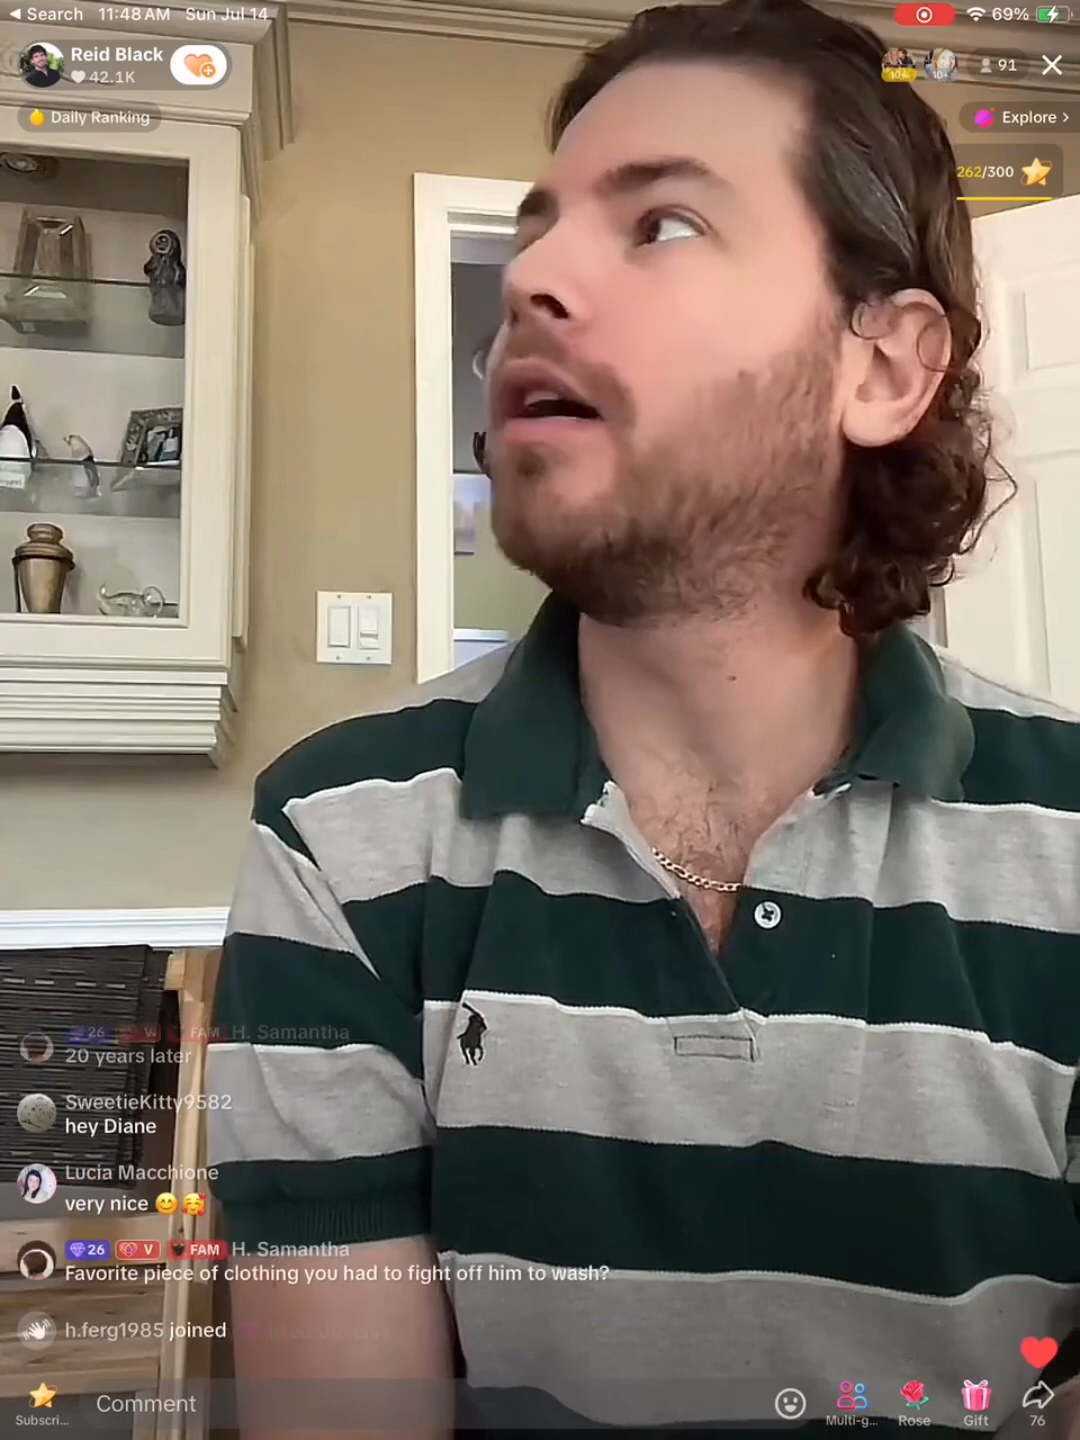 Search 11:48 AM Sun Jul 14
69%
Reid Black
42.1K
91
10+
10+
Daily Ranking
Explore >
262/300
26 V FAM H. Samantha
20 years later
SweetieKitty9582
hey Diane
Lucia Macchione
very nice 😊🥰
26 V FAM H. Samantha
Favorite piece of clothing you had to fight off him to wash?
h.ferg1985 joined
Comment
Subscri...
Multi-g...
Rose
Gift
76